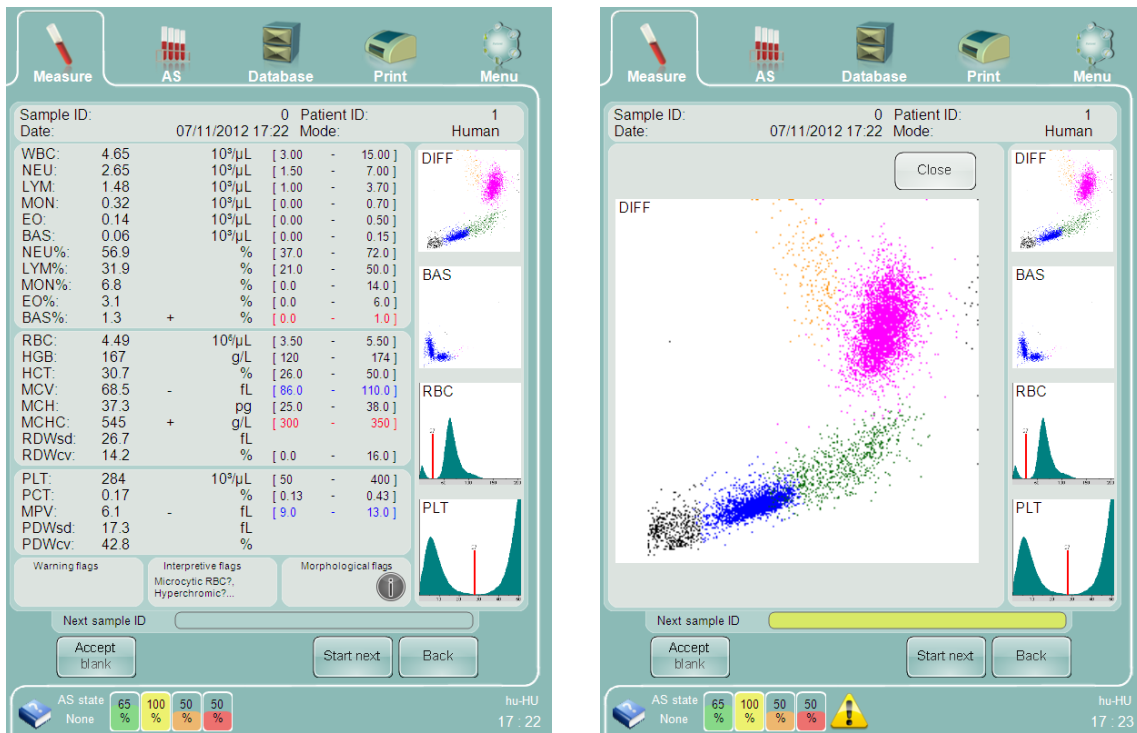 Measure AS Database Print Menu
Sample ID: 0 Patient ID: 1
Date: 07/11/2012 17:22 Mode: Human
WBC: 4.65 10³/µL [ 3.00 - 15.00 ]
NEU: 2.65 10³/µL [ 1.50 - 7.00 ]
LYM: 1.48 10³/µL [ 1.00 - 3.70 ]
MON: 0.32 10³/µL [ 0.00 - 0.70 ]
EO: 0.14 10³/µL [ 0.00 - 0.50 ]
BAS: 0.06 10³/µL [ 0.00 - 0.15 ]
NEU%: 56.9 % [ 37.0 - 72.0 ]
LYM%: 31.9 % [ 21.0 - 50.0 ]
MON%: 6.8 % [ 0.0 - 14.0 ]
EO%: 3.1 % [ 0.0 - 6.0 ]
BAS%: 1.3 + % [ 0.0 - 1.0 ]
RBC: 4.49 10⁶/µL [ 3.50 - 5.50 ]
HGB: 167 g/L [ 120 - 174 ]
HCT: 30.7 % [ 26.0 - 50.0 ]
MCV: 68.5 - fL [ 86.0 - 110.0 ]
MCH: 37.3 pg [ 25.0 - 38.0 ]
MCHC: 545 + g/L [ 300 - 350 ]
RDWsd: 26.7 fL
RDWcv: 14.2 % [ 0.0 - 16.0 ]
PLT: 284 10³/µL [ 50 - 400 ]
PCT: 0.17 % [ 0.13 - 0.43 ]
MPV: 6.1 - fL [ 9.0 - 13.0 ]
PDWsd: 17.3 fL
PDWcv: 42.8 %
DIFF
BAS
RBC
PLT
Warning flags
Interpretive flags
Microcytic RBC?,
Hyperchromic?...
Morphological flags
i
Next sample ID
Accept
blank
Start next
Back
AS state
None
65 % 100 % 50 % 50 %
hu-HU
17 : 22
Measure AS Database Print Menu
Sample ID: 0 Patient ID: 1
Date: 07/11/2012 17:22 Mode: Human
Close
DIFF
DIFF
BAS
RBC
PLT
Next sample ID
Accept
blank
Start next
Back
AS state
None
65 % 100 % 50 % 50 %
hu-HU
17 : 23